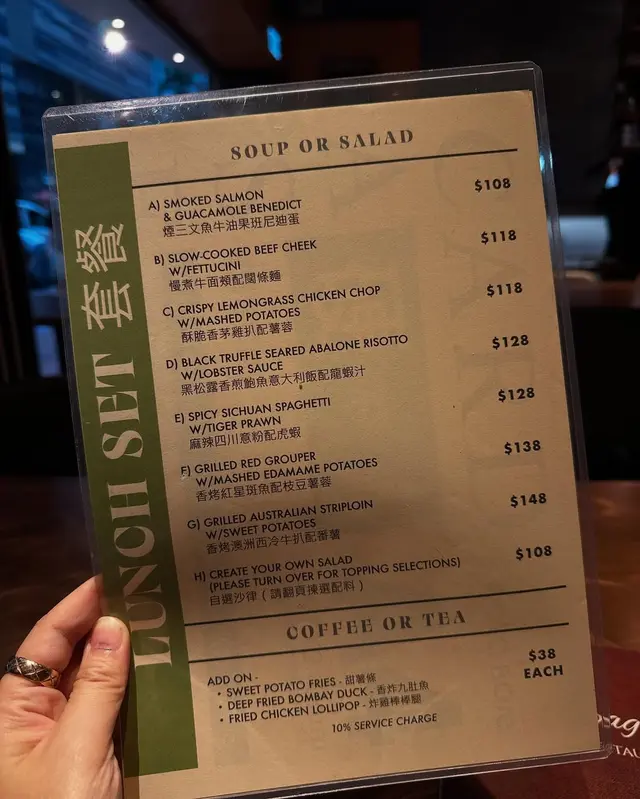 LUNCH SET 套餐
SOUP OR SALAD
A) SMOKED SALMON
& GUACAMOLE BENEDICT
煙三文魚牛油果班尼迪蛋
$108
B) SLOW-COOKED BEEF CHEEK
W/FETTUCINI
慢煮牛面頰配闊條麵
$118
C) CRISPY LEMONGRASS CHICKEN CHOP
W/MASHED POTATOES
酥脆香茅雞扒配薯蓉
$118
D) BLACK TRUFFLE SEARED ABALONE RISOTTO
W/LOBSTER SAUCE
黑松露香煎鮑魚意大利飯配龍蝦汁
$128
E) SPICY SICHUAN SPAGHETTI
W/TIGER PRAWN
麻辣四川意粉配虎蝦
$128
F) GRILLED RED GROUPER
W/MASHED EDAMAME POTATOES
香烤紅星斑魚配枝豆薯蓉
$138
G) GRILLED AUSTRALIAN STRIPLOIN
W/SWEET POTATOES
香烤澳洲西冷牛扒配番薯
$148
H) CREATE YOUR OWN SALAD
(PLEASE TURN OVER FOR TOPPING SELECTIONS)
自選沙律（請翻頁揀選配料）
$108
COFFEE OR TEA
ADD ON -
• SWEET POTATO FRIES - 甜薯條
• DEEP FRIED BOMBAY DUCK - 香炸九肚魚
• FRIED CHICKEN LOLLIPOP - 炸雞棒棒腿
$38
EACH
10% SERVICE CHARGE